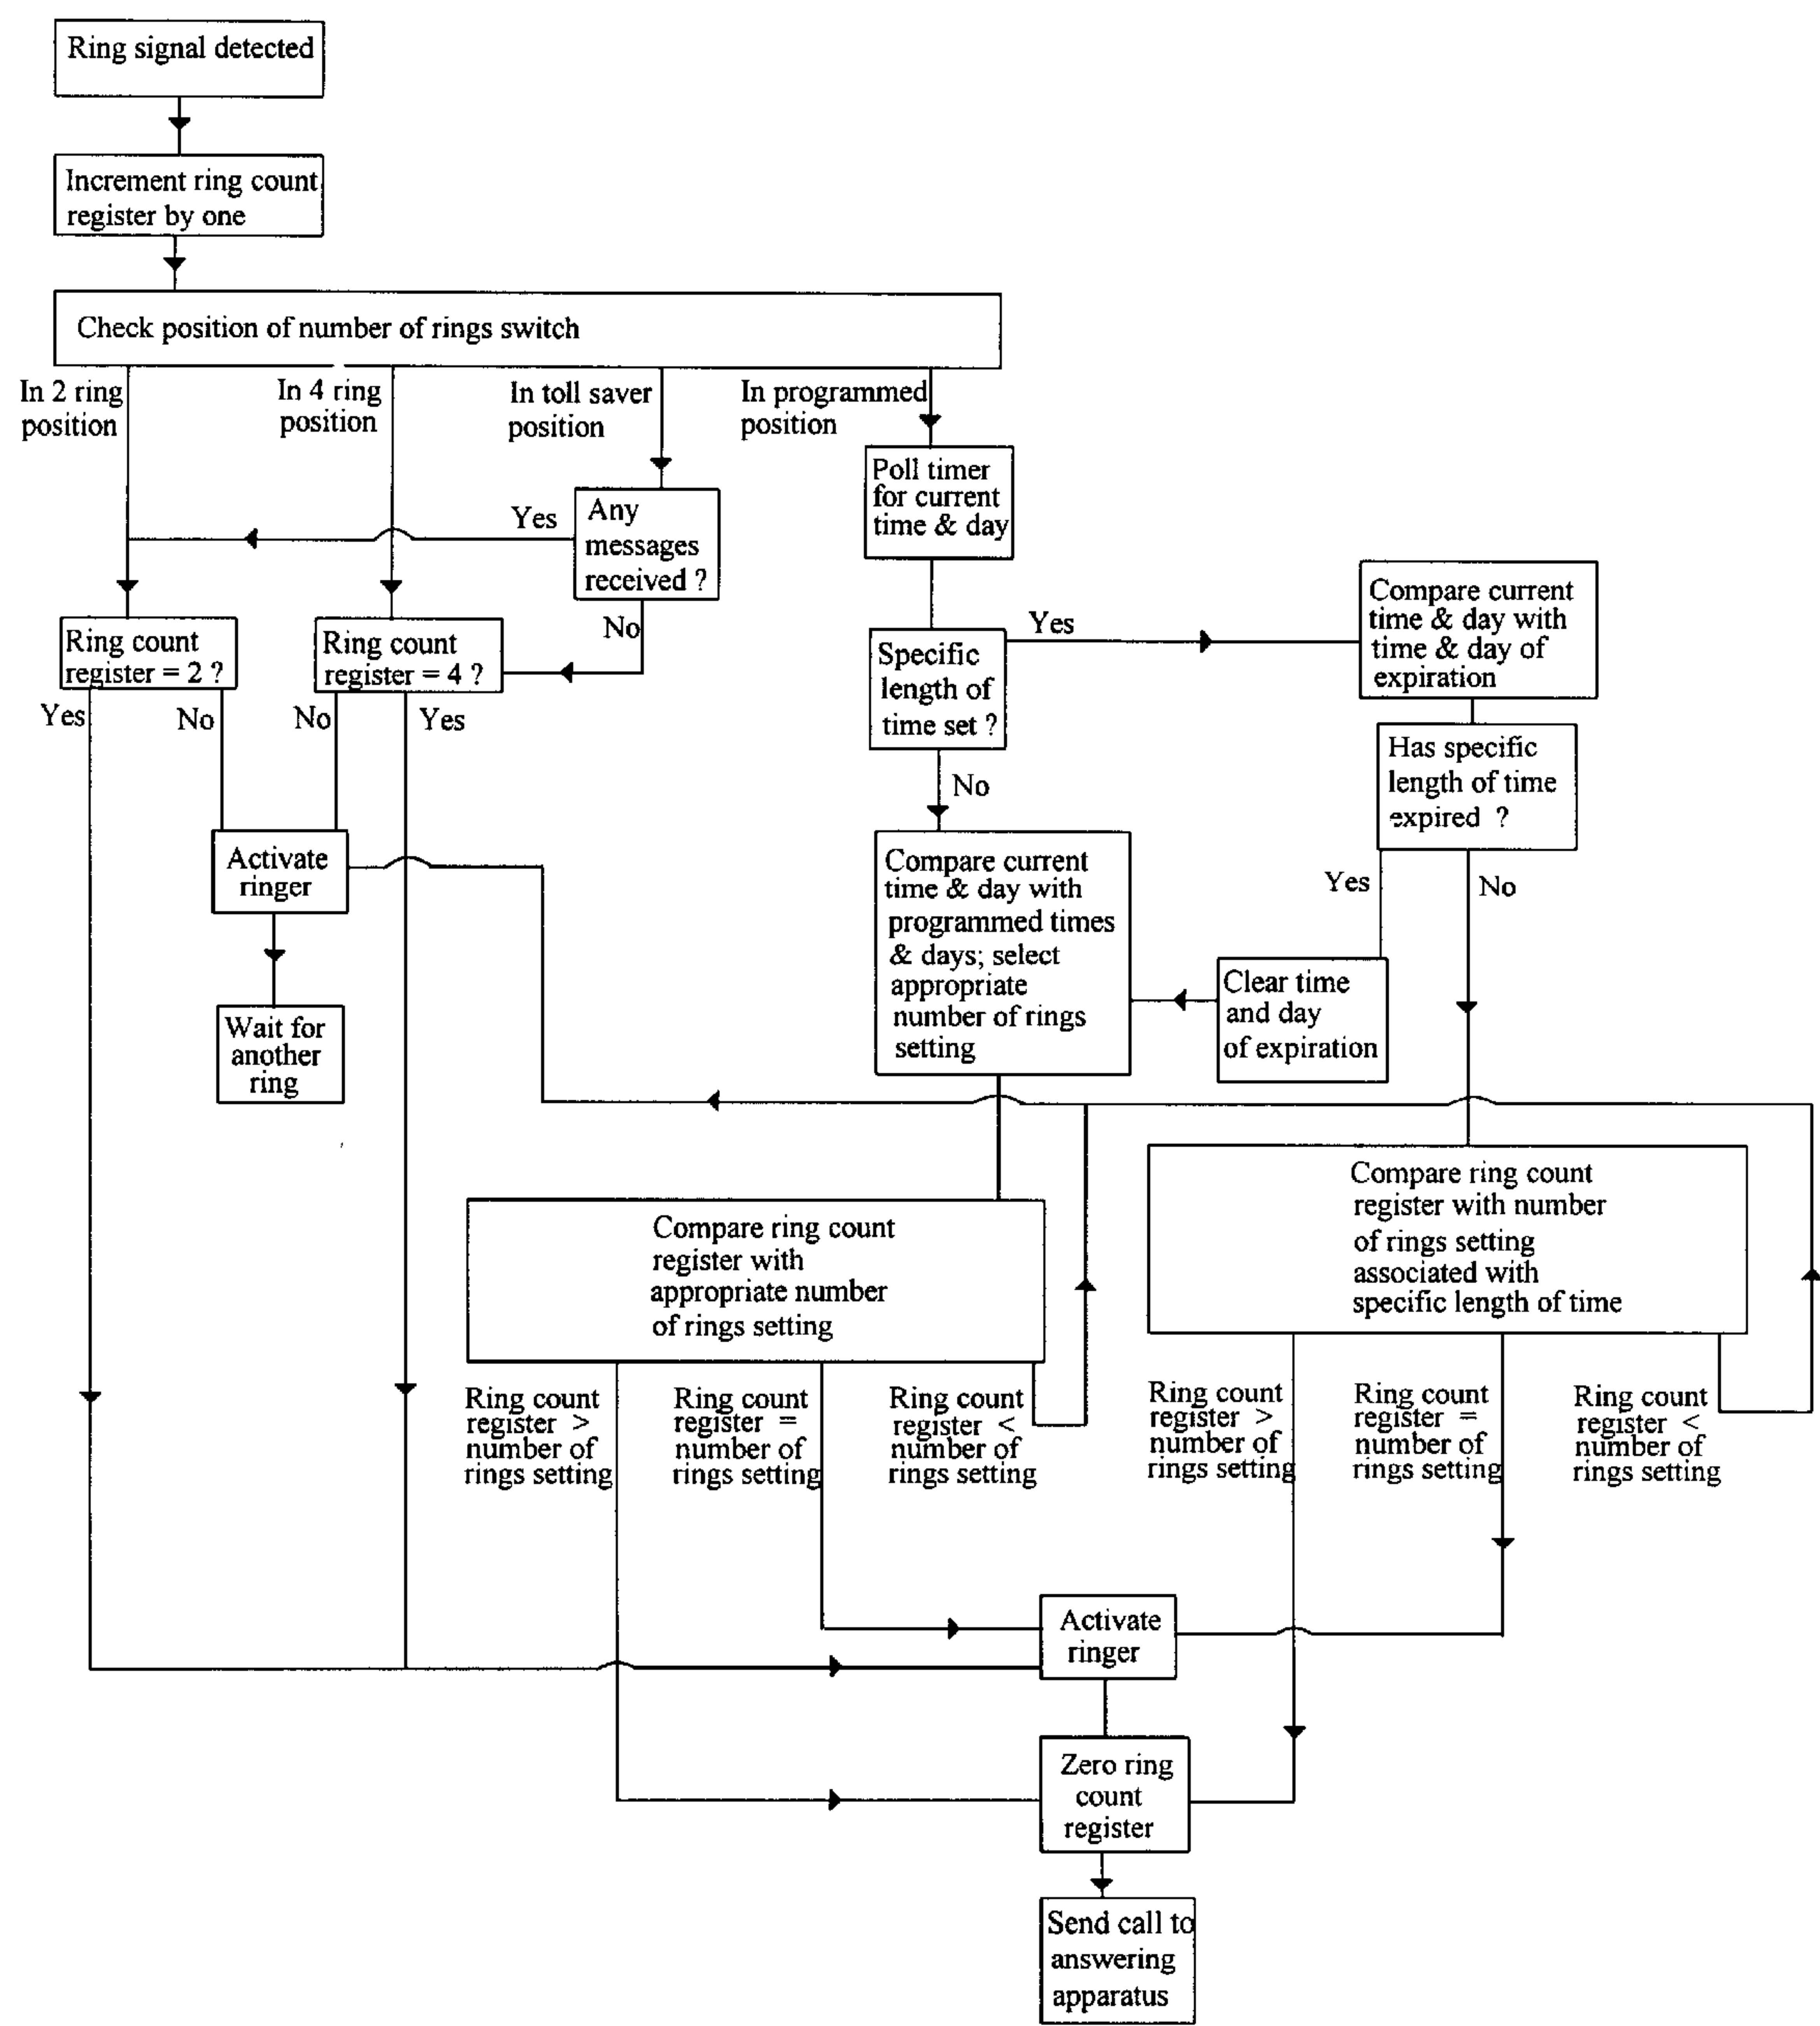 Ring signal detected
Increment ring count
register by one
Check position of number of rings switch
In 2 ring
position
In 4 ring
position
In toll saver
position
In programmed
position
Poll timer
for current
time & day
Yes
Any
messages
received ?
No
Ring count
register = 2 ?
Ring count
register = 4 ?
Yes
No
No
Yes
Specific
length of
time set ?
Yes
No
Compare current
time & day with
time & day of
expiration
Has specific
length of time
expired ?
Yes
No
Activate
ringer
Wait for
another
ring
Compare current
time & day with
programmed times
& days; select
appropriate
number of rings
setting
Clear time
and day
of expiration
Compare ring count
register with
appropriate number
of rings setting
Compare ring count
register with number
of rings setting
associated with
specific length of time
Ring count
register >
number of
rings setting
Ring count
register =
number of
rings setting
Ring count
register <
number of
rings setting
Ring count
register >
number of
rings setting
Ring count
register =
number of
rings setting
Ring count
register <
number of
rings setting
Activate
ringer
Zero ring
count
register
Send call to
answering
apparatus